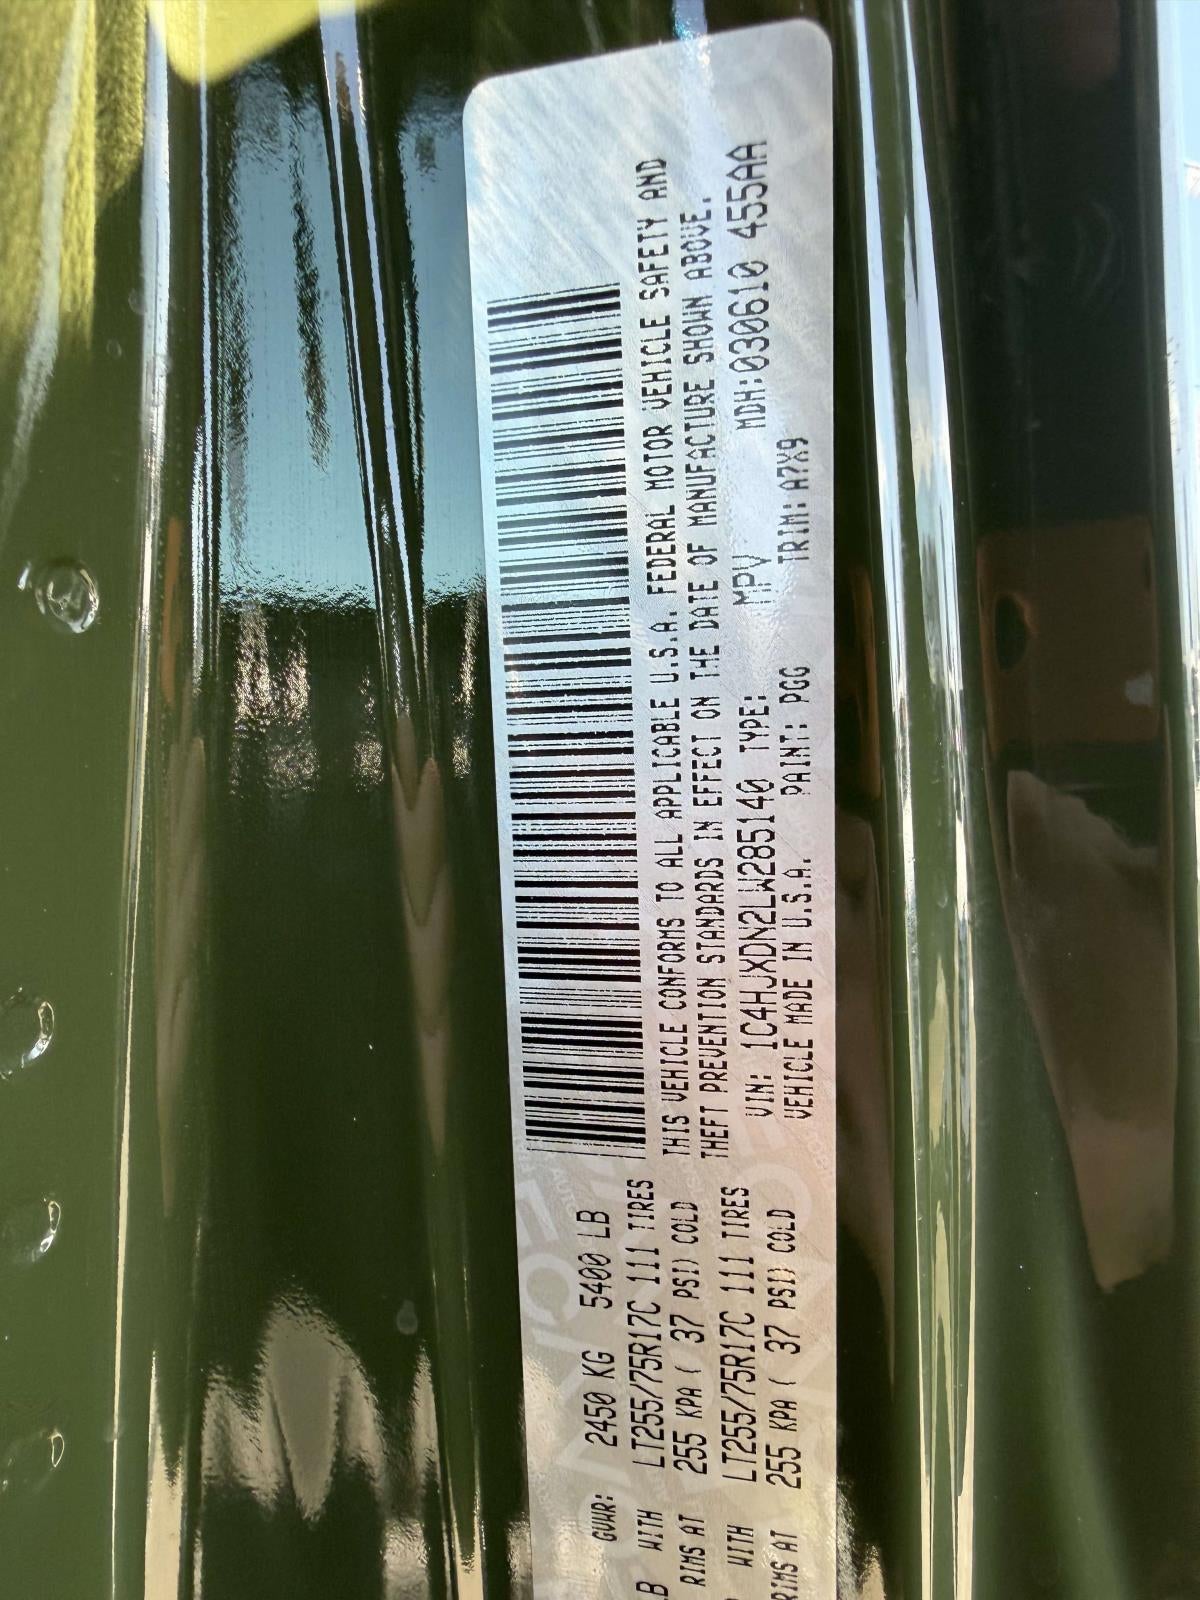 GVWR: 2450 KG 5400 LB
LB WITH LT255/75R17C 111 TIRES
RIMS AT 255 KPA ( 37 PSI) COLD
WITH LT255/75R17C 111 TIRES
RIMS AT 255 KPA ( 37 PSI) COLD
THIS VEHICLE CONFORMS TO ALL APPLICABLE U.S.A. FEDERAL MOTOR VEHICLE SAFETY AND
THEFT PREVENTION STANDARDS IN EFFECT ON THE DATE OF MANUFACTURE SHOWN ABOVE.
VIN: 1C4HJXDN2LW285140 TYPE: MPV MDH:030610 455AA
VEHICLE MADE IN U.S.A. PAINT: PGG TRIM: A7X9